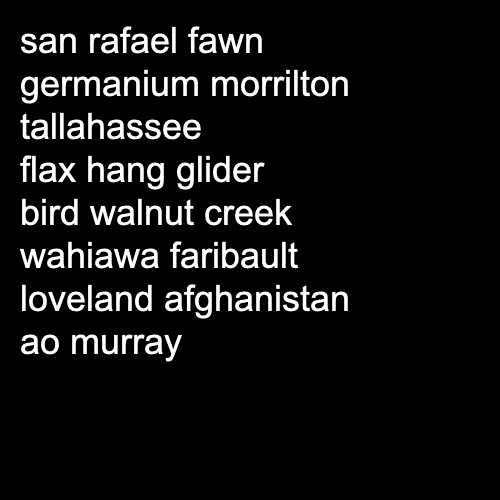 san rafael fawn
germanium morrilton
tallahassee
flax hang glider
bird walnut creek
wahiawa faribault
loveland afghanistan
ao murray